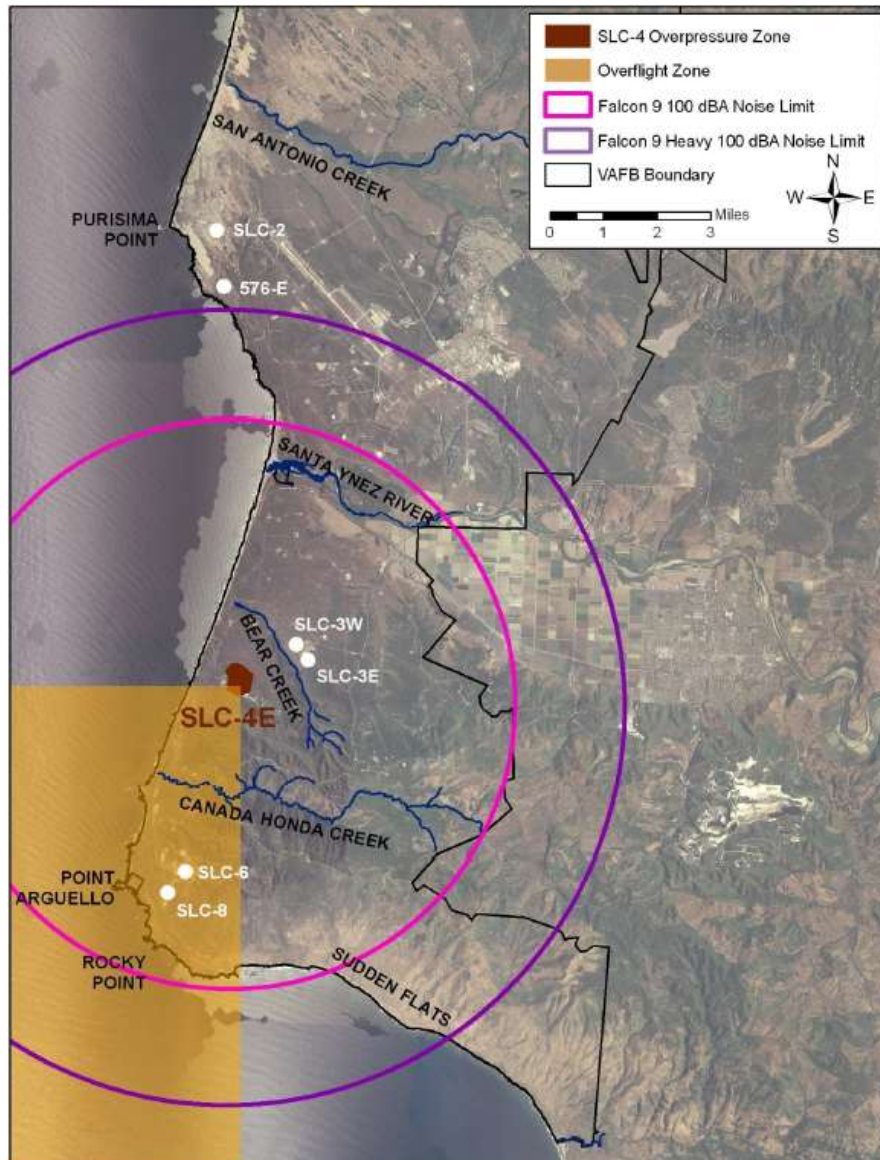 SLC-4 Overpressure Zone
Overflight Zone
Falcon 9 100 dBA Noise Limit
Falcon 9 Heavy 100 dBA Noise Limit
VAFB Boundary
N
W
E
S
Miles
0
1
2
3
SAN ANTONIO CREEK
PURISIMA
POINT
SLC-2
576-E
SANTA YNEZ RIVER
SLC-3W
SLC-3E
BEAR CREEK
SLC-4E
CANADA HONDA CREEK
SLC-6
POINT
ARGUELLO
SLC-8
ROCKY
POINT
SUDDEN FLATS